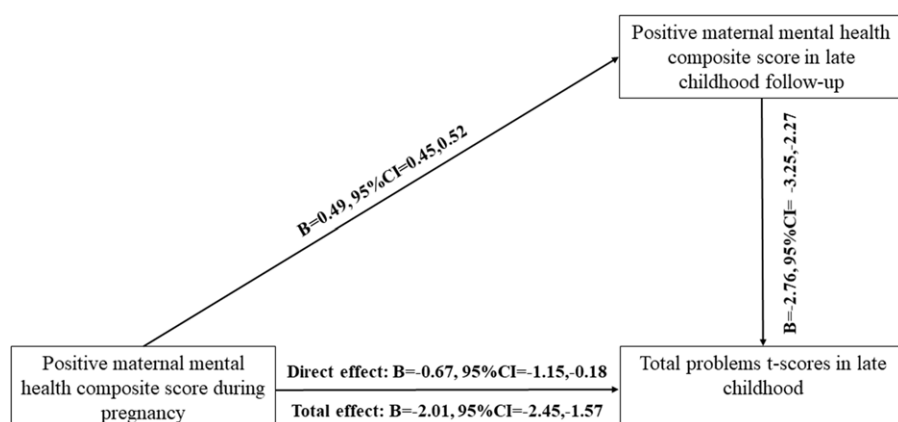 Positive maternal mental health
composite score in late
childhood follow-up
B=0.49, 95%CI=0.45,0.52
B=-2.76, 95%CI= -3.25,-2.27
Positive maternal mental
health composite score during
pregnancy
Direct effect: B=-0.67, 95%CI=-1.15,-0.18
Total effect: B=-2.01, 95%CI=-2.45,-1.57
Total problems t-scores in late
childhood